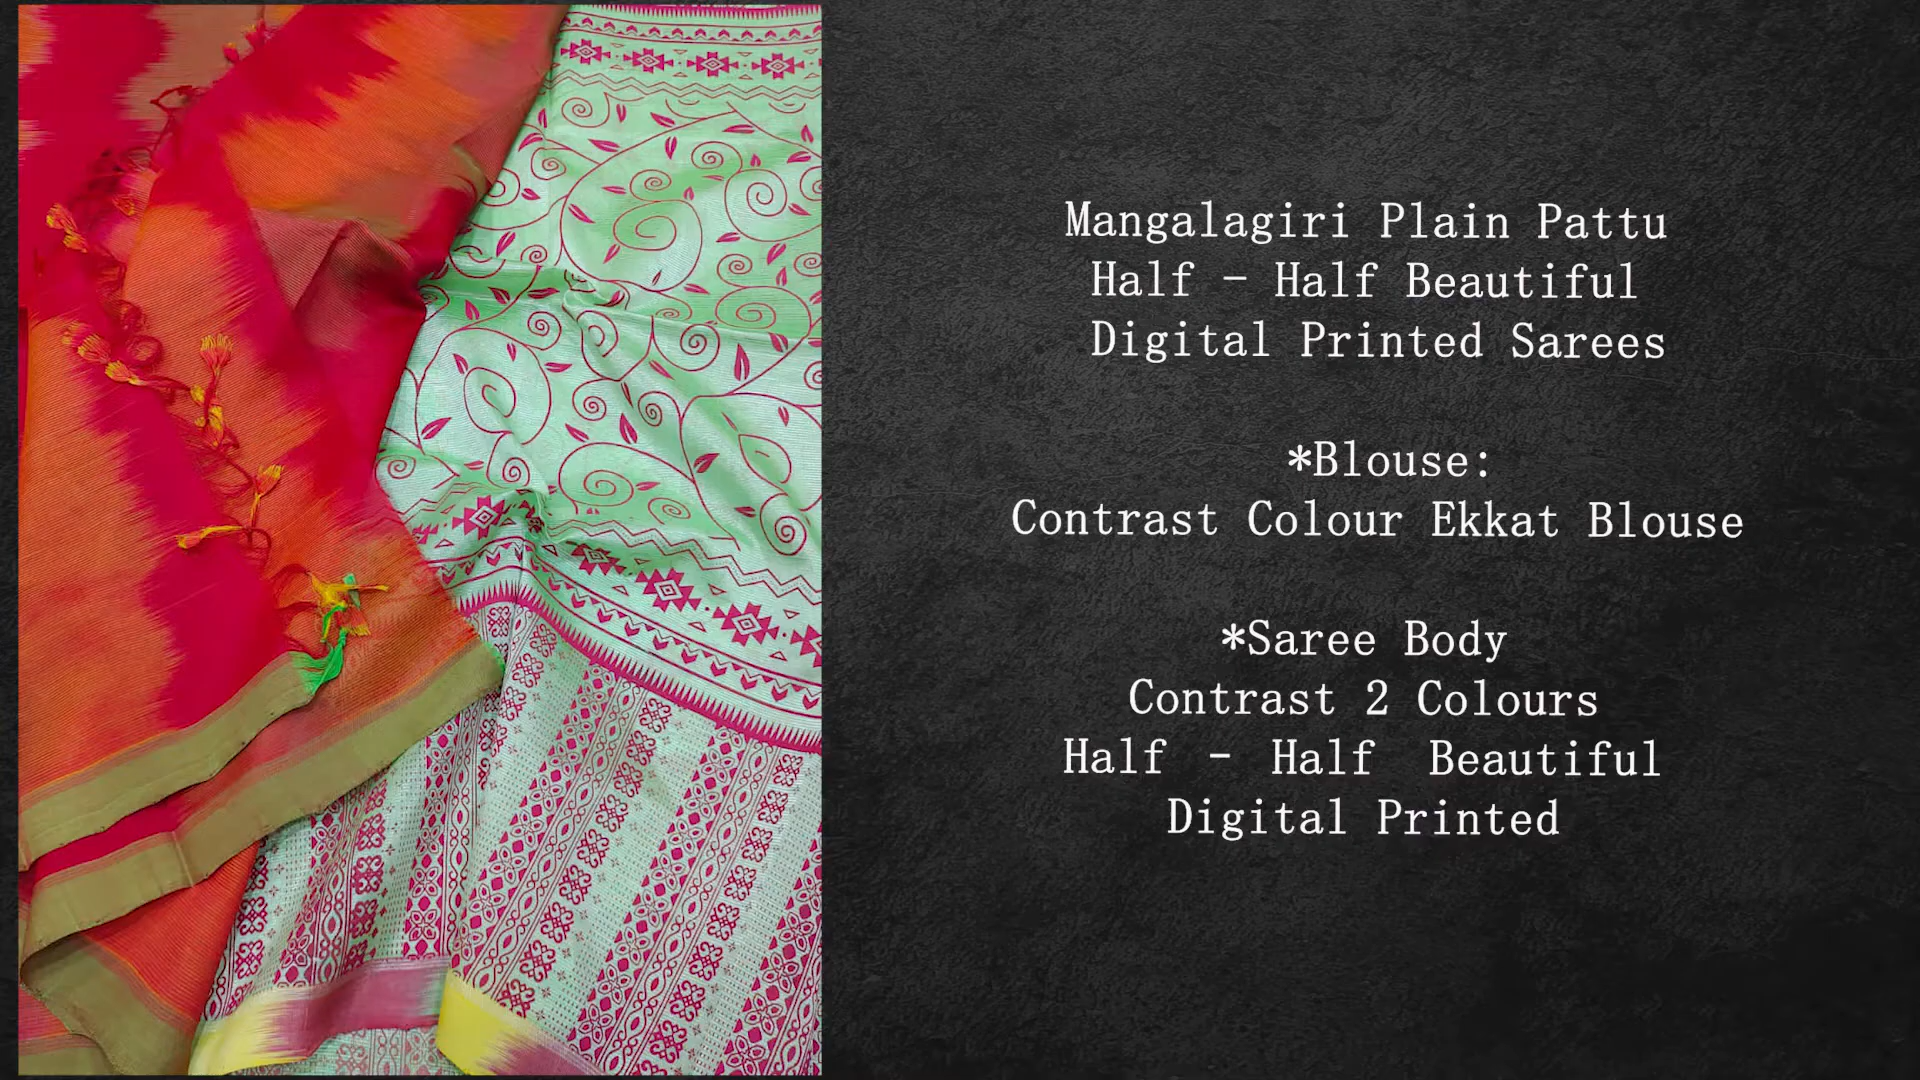 Mangalagiri Plain Pattu
Half - Half Beautiful
Digital Printed Sarees
*Blouse:
Contrast Colour Ekkat Blouse
*Saree Body
Contrast 2 Colours
Half - Half Beautiful
Digital Printed